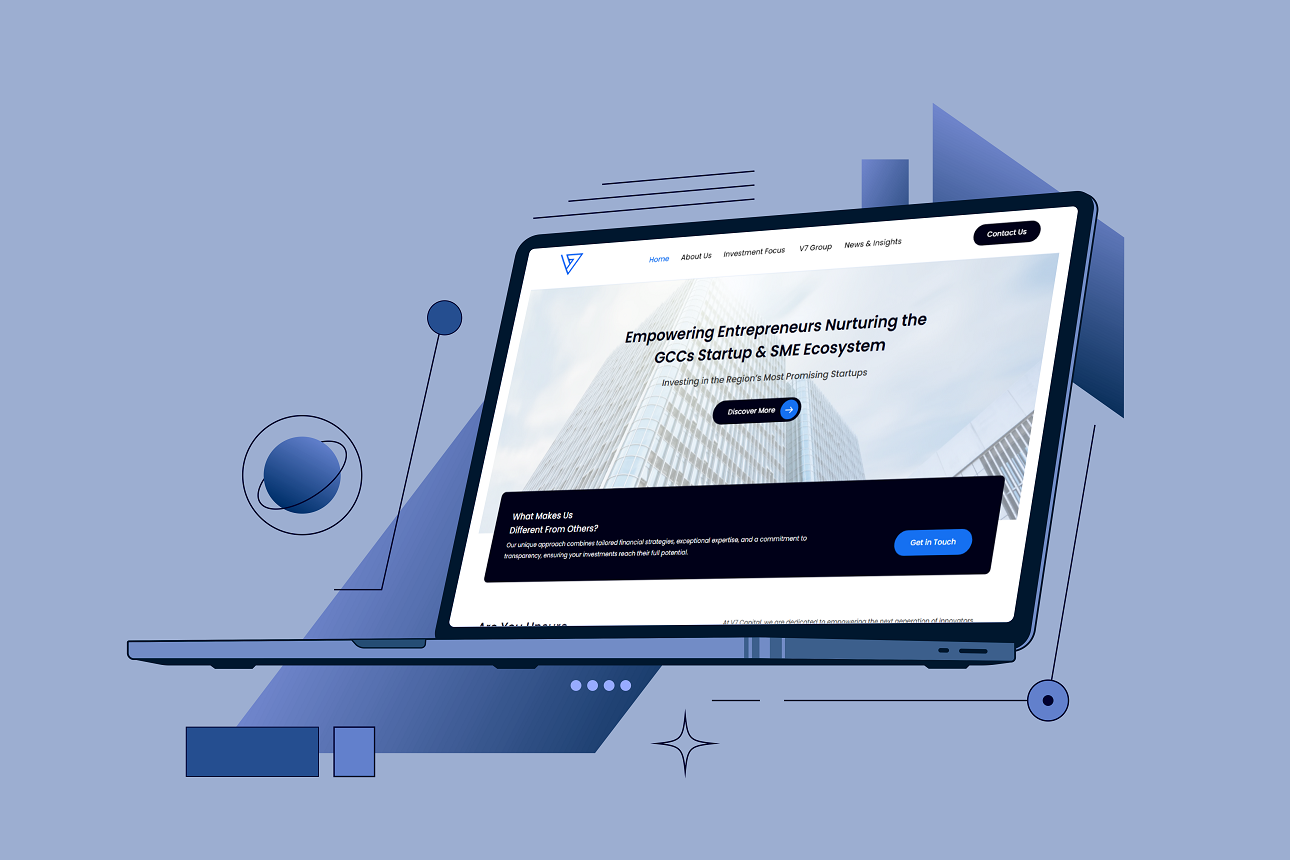 Home About Us Investment Focus V7 Group News & Insights Contact Us
Empowering Entrepreneurs Nurturing the
GCCs Startup & SME Ecosystem
Investing in the Region's Most Promising Startups
Discover More
What Makes Us
Different From Others?
Our unique approach combines tailored financial strategies, exceptional expertise, and a commitment to
transparency, ensuring your investments reach their full potential.
Get in Touch
Are You Unsure
At V7 Capital, we are dedicated to empowering the next generation of innovators